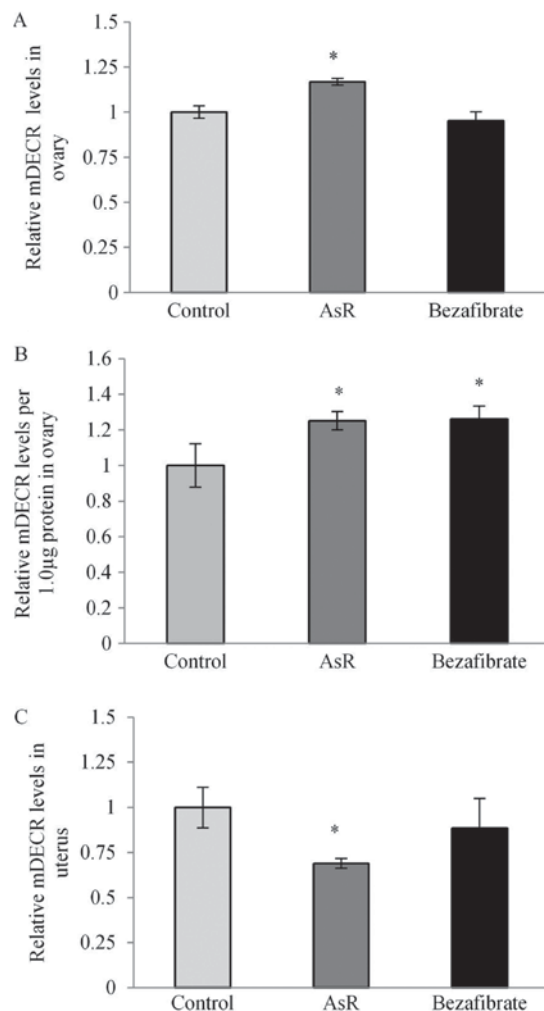 A
Relative mDECR levels in
ovary
1.5
1.25
1
0.75
0.5
0.25
0
*
Control AsR Bezafibrate
B
Relative mDECR levels per
1.0μg protein in ovary
1.6
1.4
1.2
1
0.8
0.6
0.4
0.2
0
* *
Control AsR Bezafibrate
C
Relative mDECR levels in
uterus
1.5
1.25
1
0.75
0.5
0.25
0
*
Control AsR Bezafibrate